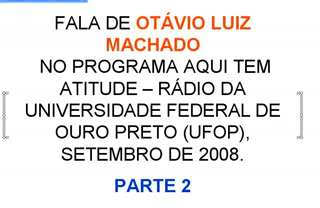 FALA DE OTÁVIO LUIZ
MACHADO
NO PROGRAMA AQUI TEM
ATITUDE – RÁDIO DA
UNIVERSIDADE FEDERAL DE
OURO PRETO (UFOP),
SETEMBRO DE 2008.
PARTE 2